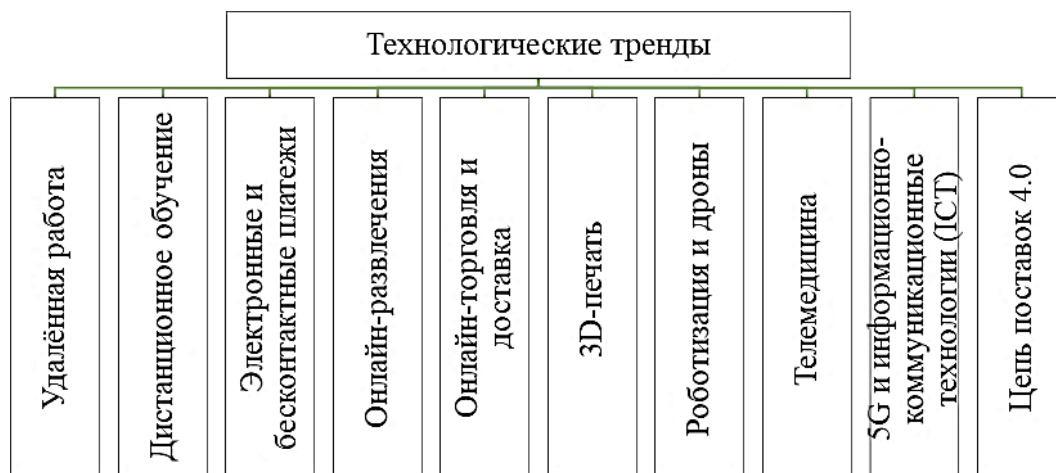 Технологические тренды
Удалённая работа
Дистанционное обучение
Электронные и
бесконтактные платежи
Онлайн-развлечения
Онлайн-торговля и
доставка
3D-печать
Роботизация и дроны
Телемедицина
5G и информационно-
коммуникационные
технологии (ICT)
Цепь поставок 4.0